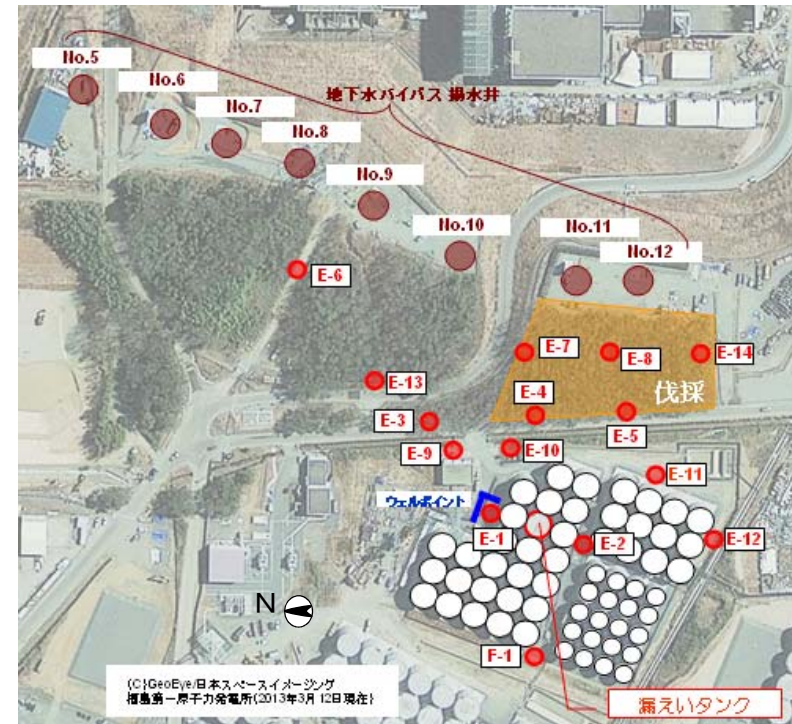 No.5
No.6
No.7
地下水バイパス 揚水井
No.8
No.9
No.10
No.11
No.12
E-6
E-7
E-8
E-14
E-13
伐採
E-4
E-3
E-5
E-9
E-10
E-11
ウェルポイント
E-1
E-2
E-12
N
F-1
(C)GeoEye/日本スペースイメージング
福島第一原子力発電所(2013年3月12日現在)
漏えいタンク